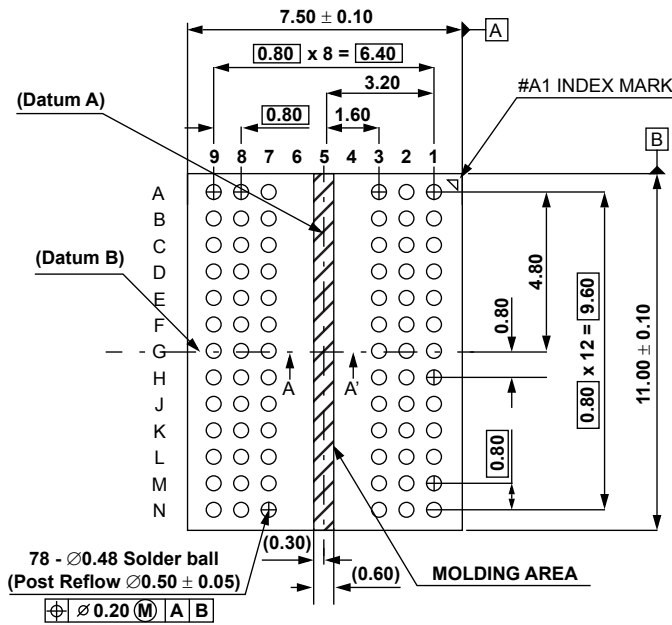 7.50 ± 0.10
A
0.80 x 8 = 6.40
3.20
#A1 INDEX MARK
(Datum A)
0.80
1.60
B
9 8 7 6 5 4 3 2 1
A
B
C
D
E
F
G
H
J
K
L
M
N
(Datum B)
A
A'
4.80
0.80
0.80
0.80 x 12 = 9.60
11.00 ± 0.10
(0.30)
(0.60)
MOLDING AREA
78 - ∅0.48 Solder ball
(Post Reflow ∅0.50 ± 0.05)
⌖ ∅ 0.20 Ⓜ A B